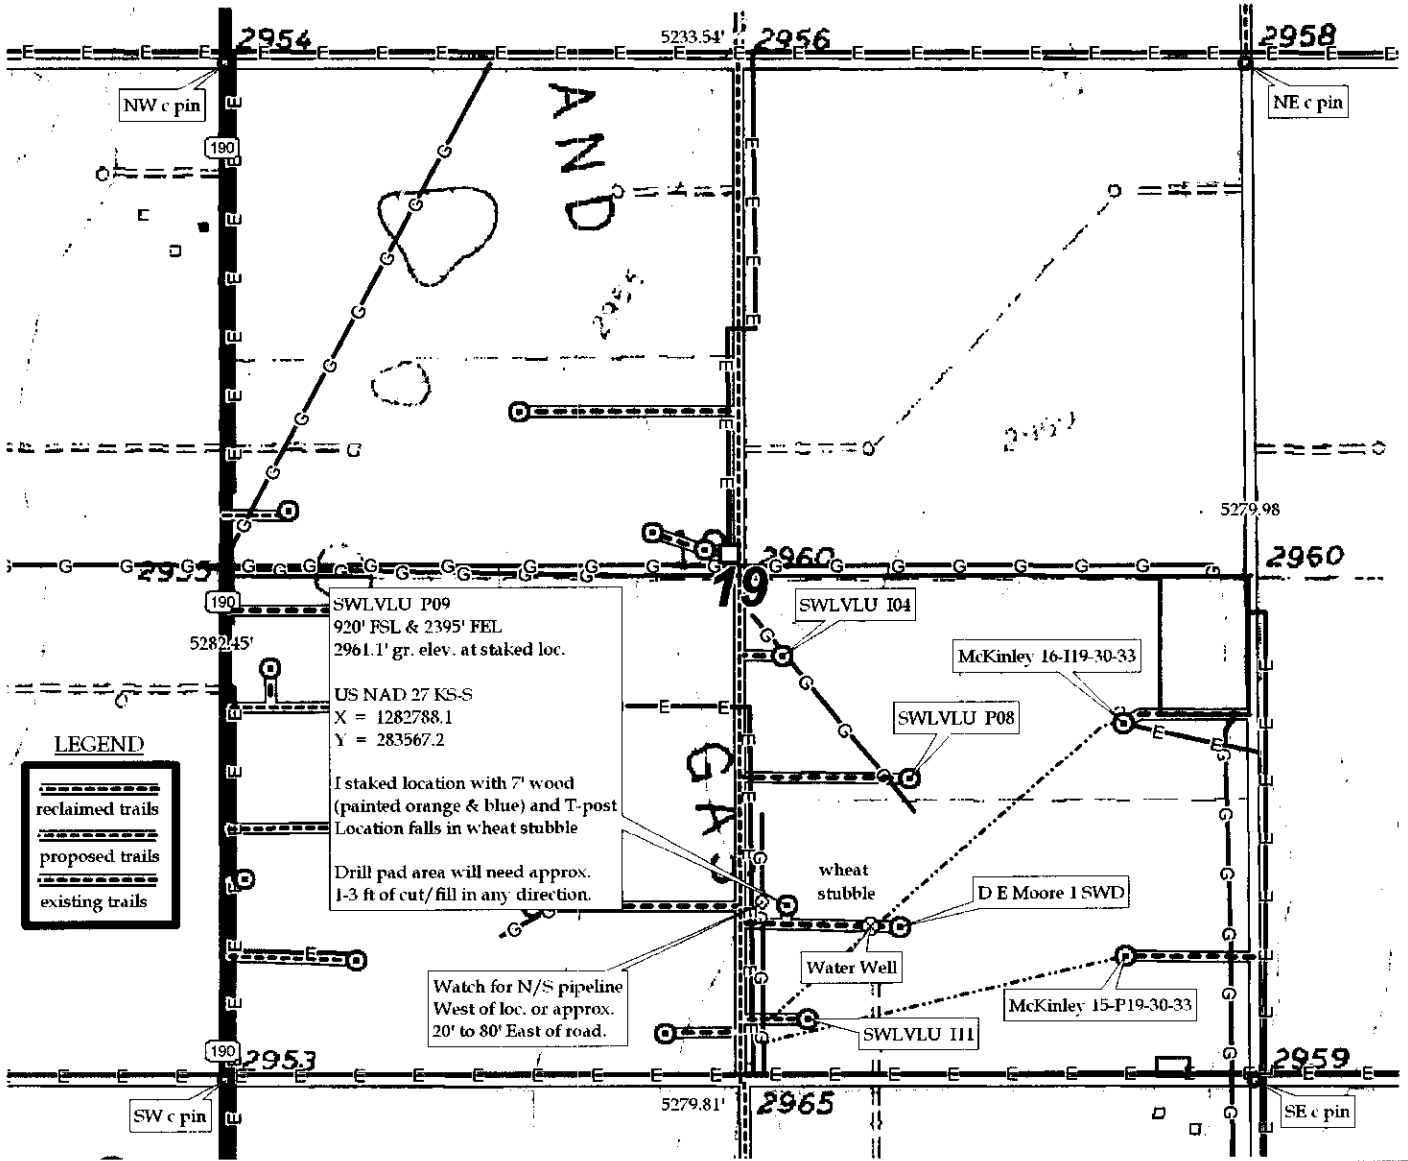 2954
5233.54'
2956
2958
NW c pin
NE c pin
190
AND
2955
5279.98
2960
2960
19
190
5282.45'
SWLVLU P09
920' FSL & 2395' FEL
2961.1' gr. elev. at staked loc.
US NAD 27 KS-S
X = 1282788.1
Y = 283567.2
I staked location with 7' wood
(painted orange & blue) and T-post
Location falls in wheat stubble
Drill pad area will need approx.
1-3 ft of cut/fill in any direction.
SWLVLU I04
McKinley 16-I19-30-33
SWLVLU P08
GAS
LEGEND
reclaimed trails
proposed trails
existing trails
wheat
stubble
D E Moore 1 SWD
Water Well
Watch for N/S pipeline
West of loc. or approx.
20' to 80' East of road.
McKinley 15-P19-30-33
SWLVLU I11
190
2953
2959
SW c pin
5279.81'
2965
SE c pin